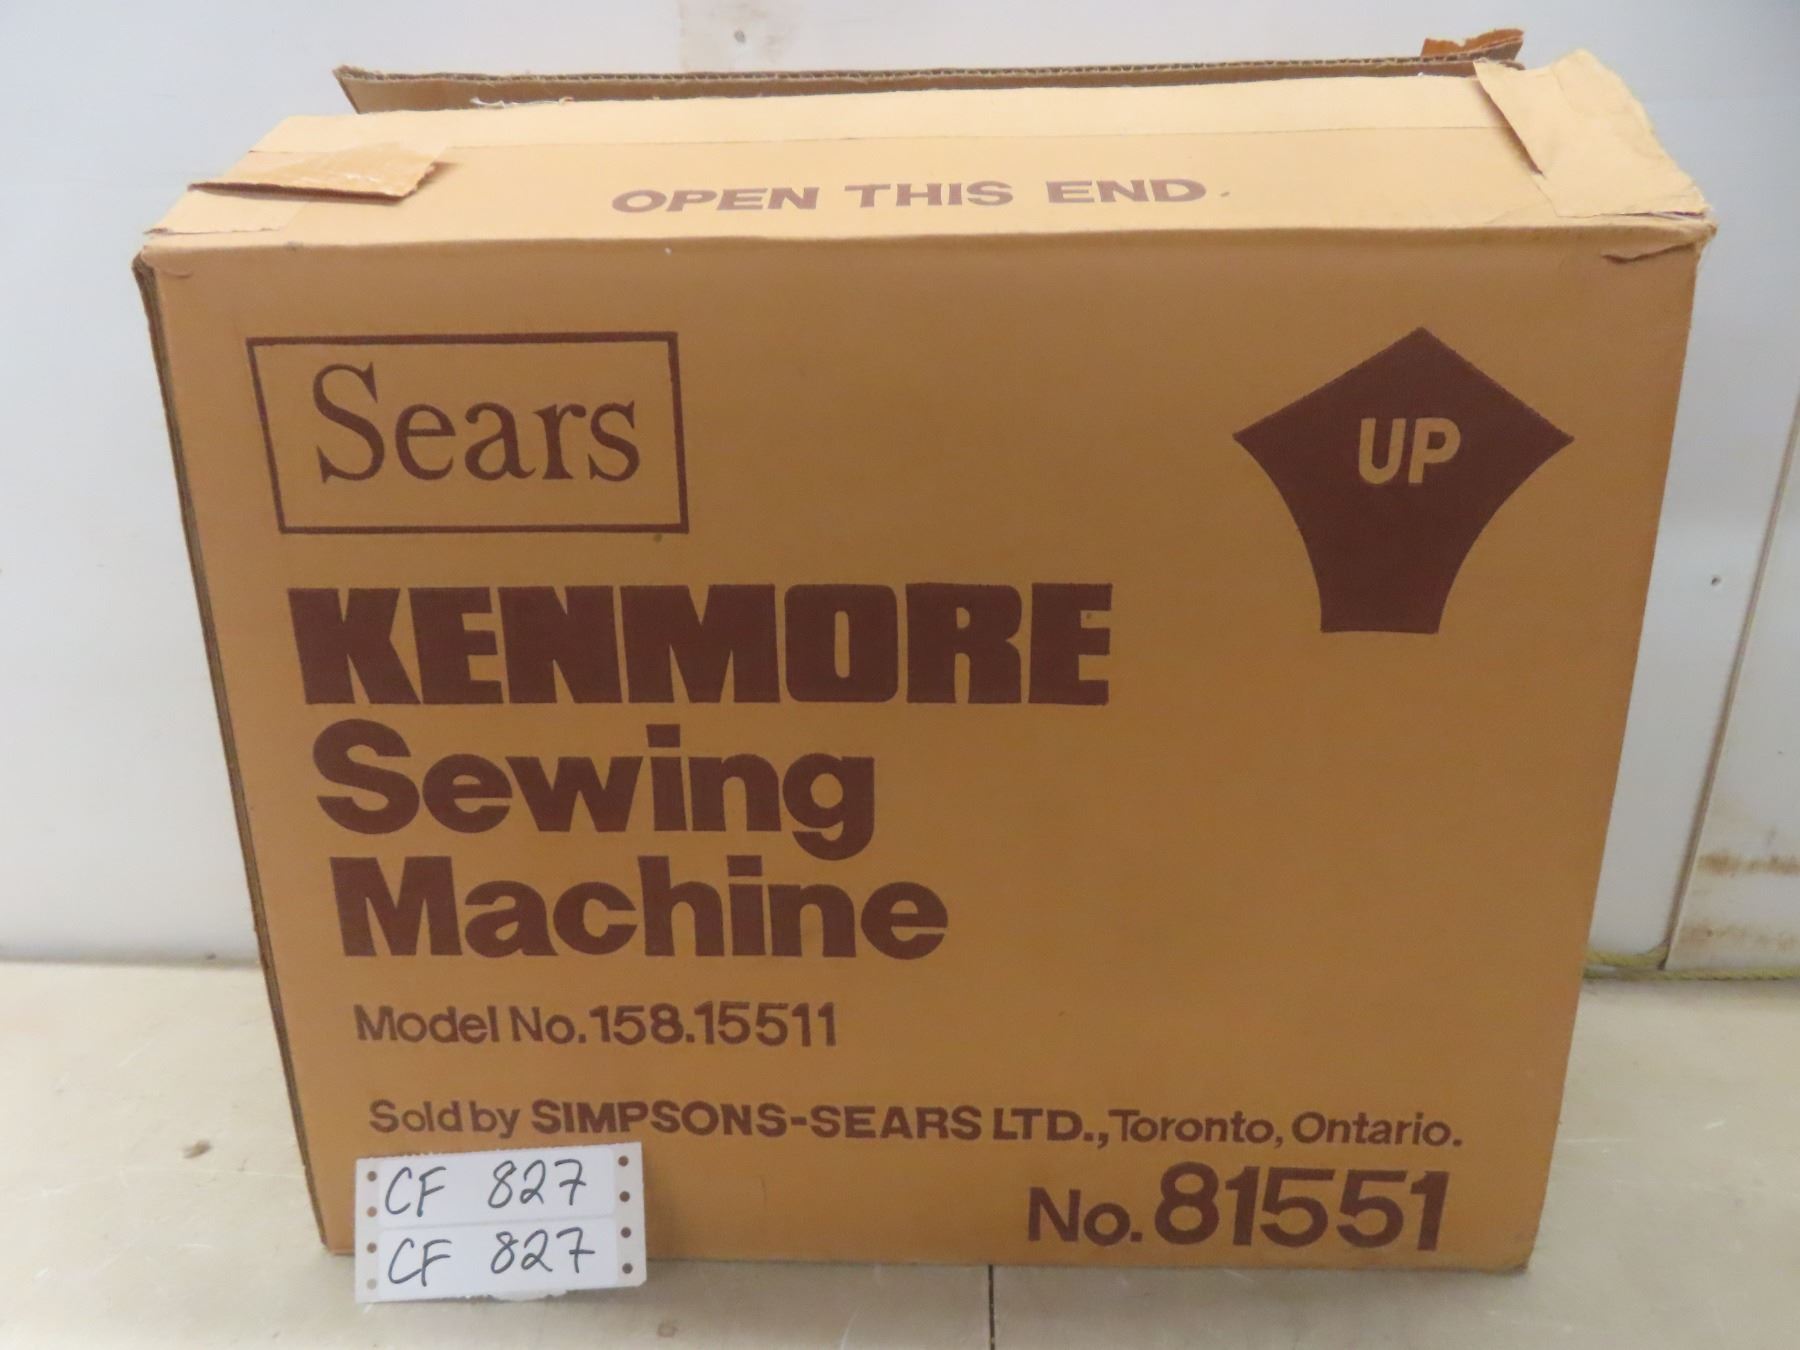 OPEN THIS END
Sears
UP
KENMORE
Sewing
Machine
Model No. 158.15511
Sold by SIMPSONS-SEARS LTD., Toronto, Ontario.
No. 81551
CF 827
CF 827